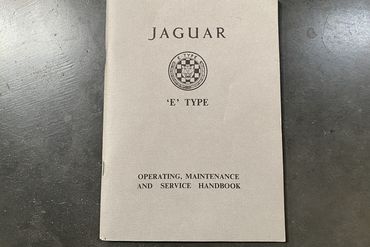 JAGUAR
'E' TYPE
OPERATING, MAINTENANCE
AND SERVICE HANDBOOK